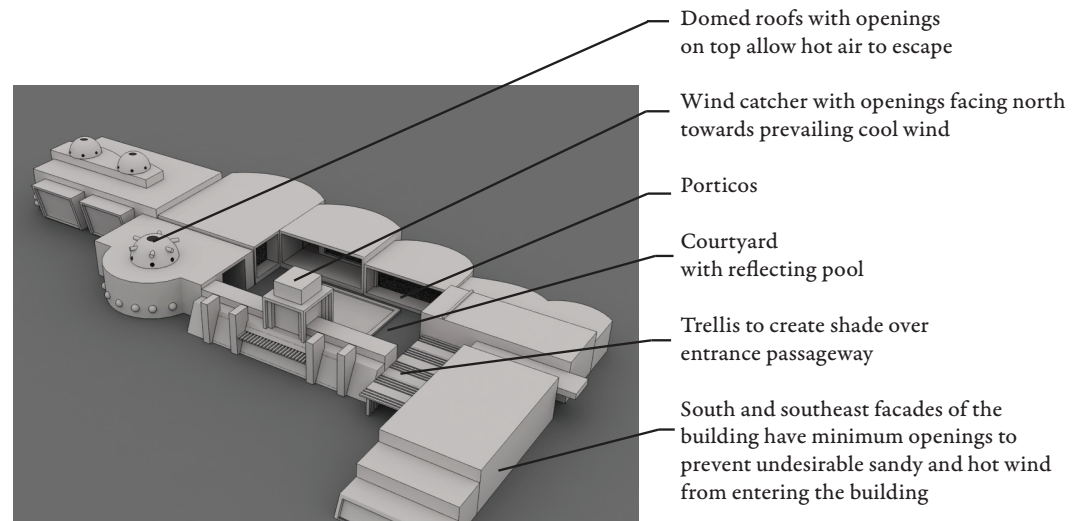 Domed roofs with openings
on top allow hot air to escape
Wind catcher with openings facing north
towards prevailing cool wind
Porticos
Courtyard
with reflecting pool
Trellis to create shade over
entrance passageway
South and southeast facades of the
building have minimum openings to
prevent undesirable sandy and hot wind
from entering the building